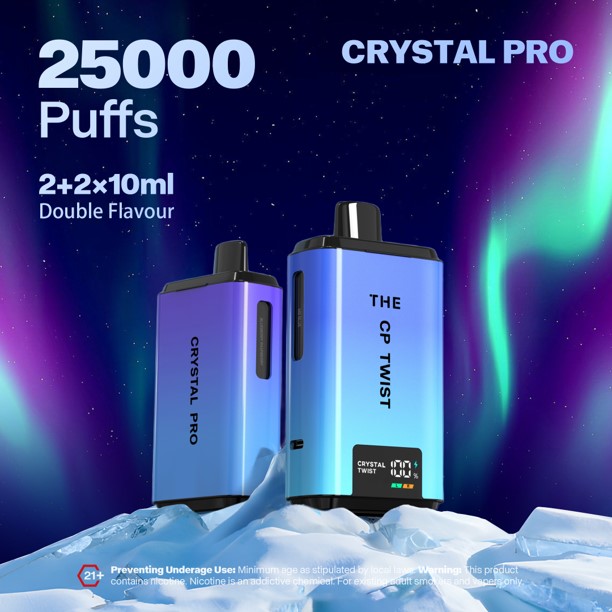 25000
CRYSTAL PRO
Puffs
2+2×10ml
Double Flavour
CRYSTAL PRO
THE
CP TWIST
CRYSTAL
TWIST
100%
21+
Preventing Underage Use: Minimum age as stipulated by local laws. Warning: This product
contains nicotine. Nicotine is an addictive chemical. For existing adult smokers and vapers only.